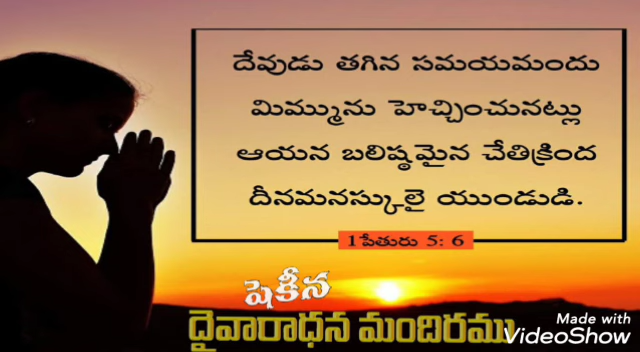 దేవుడు తగిన సమయమందు
మిమ్మును హెచ్చించునట్లు
ఆయన బలిష్ఠమైన చేతిక్రింద
దీనమనస్కులై యుండుడి.
1పేతురు 5: 6
షెకీన
దైవారాధన మందిరము
Made with
VideoShow